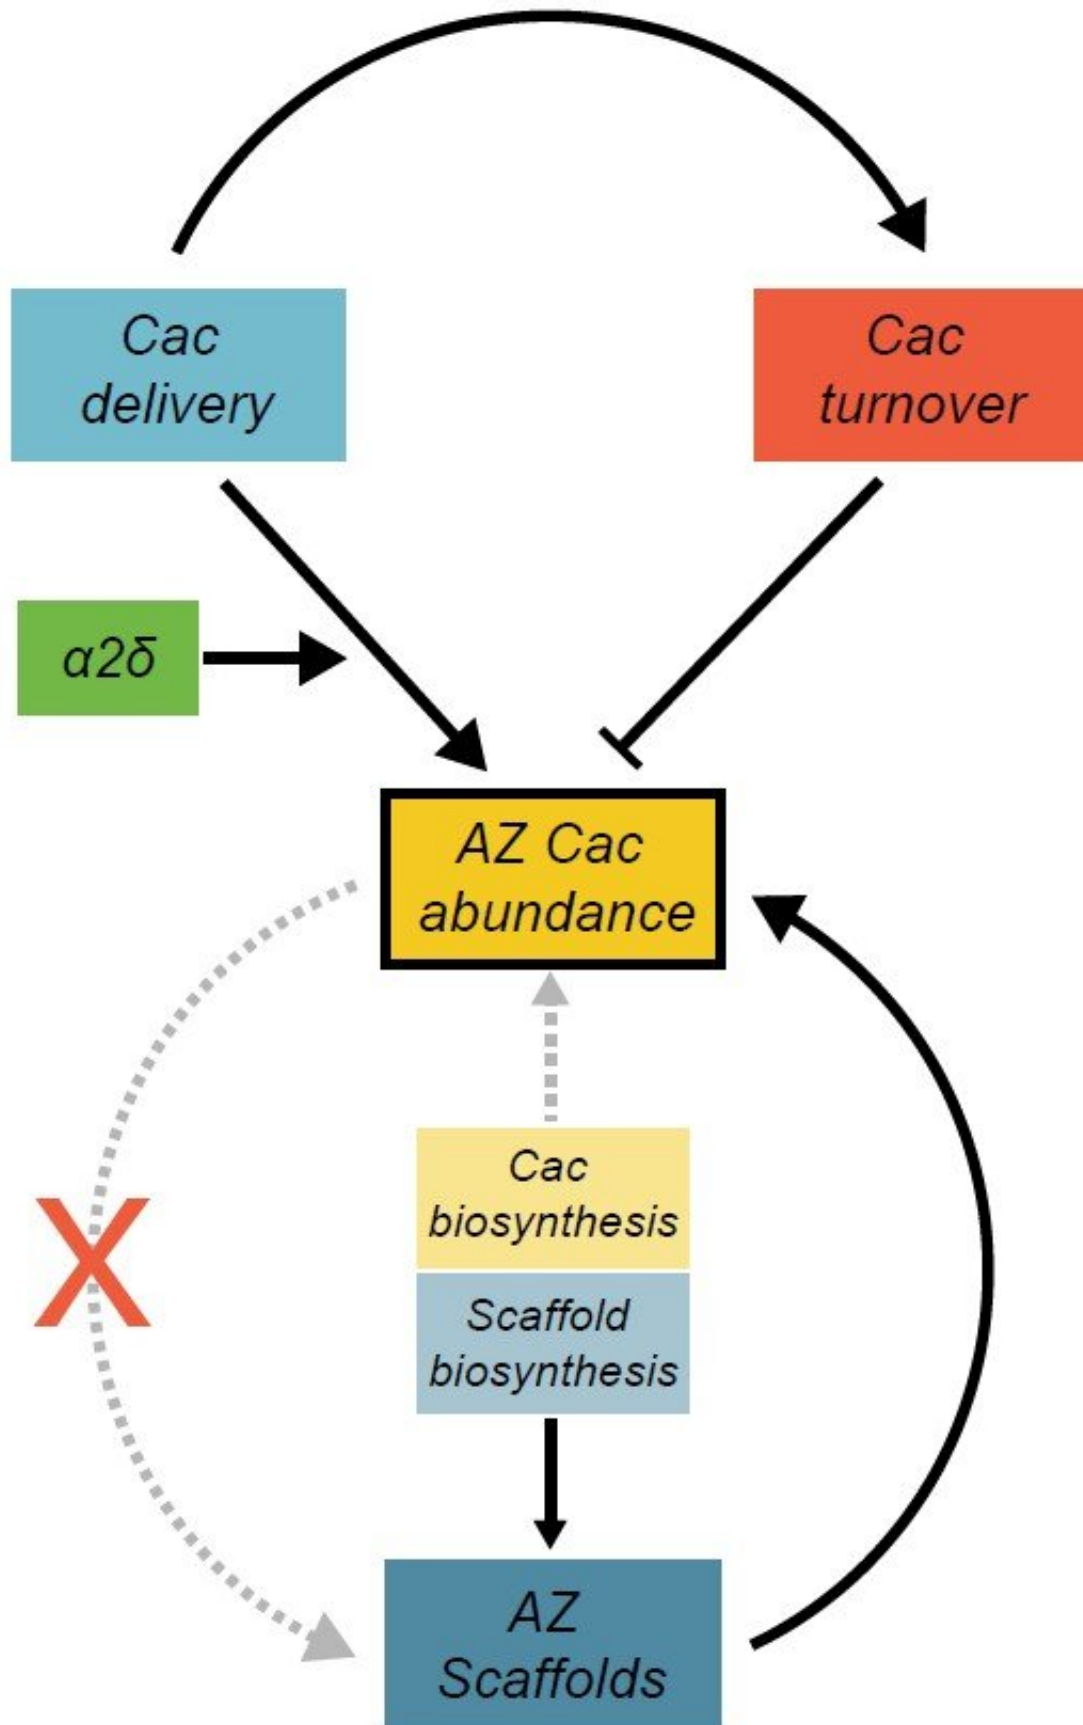 Cac
delivery
Cac
turnover
α2δ
AZ Cac
abundance
X
Cac
biosynthesis
Scaffold
biosynthesis
AZ
Scaffolds